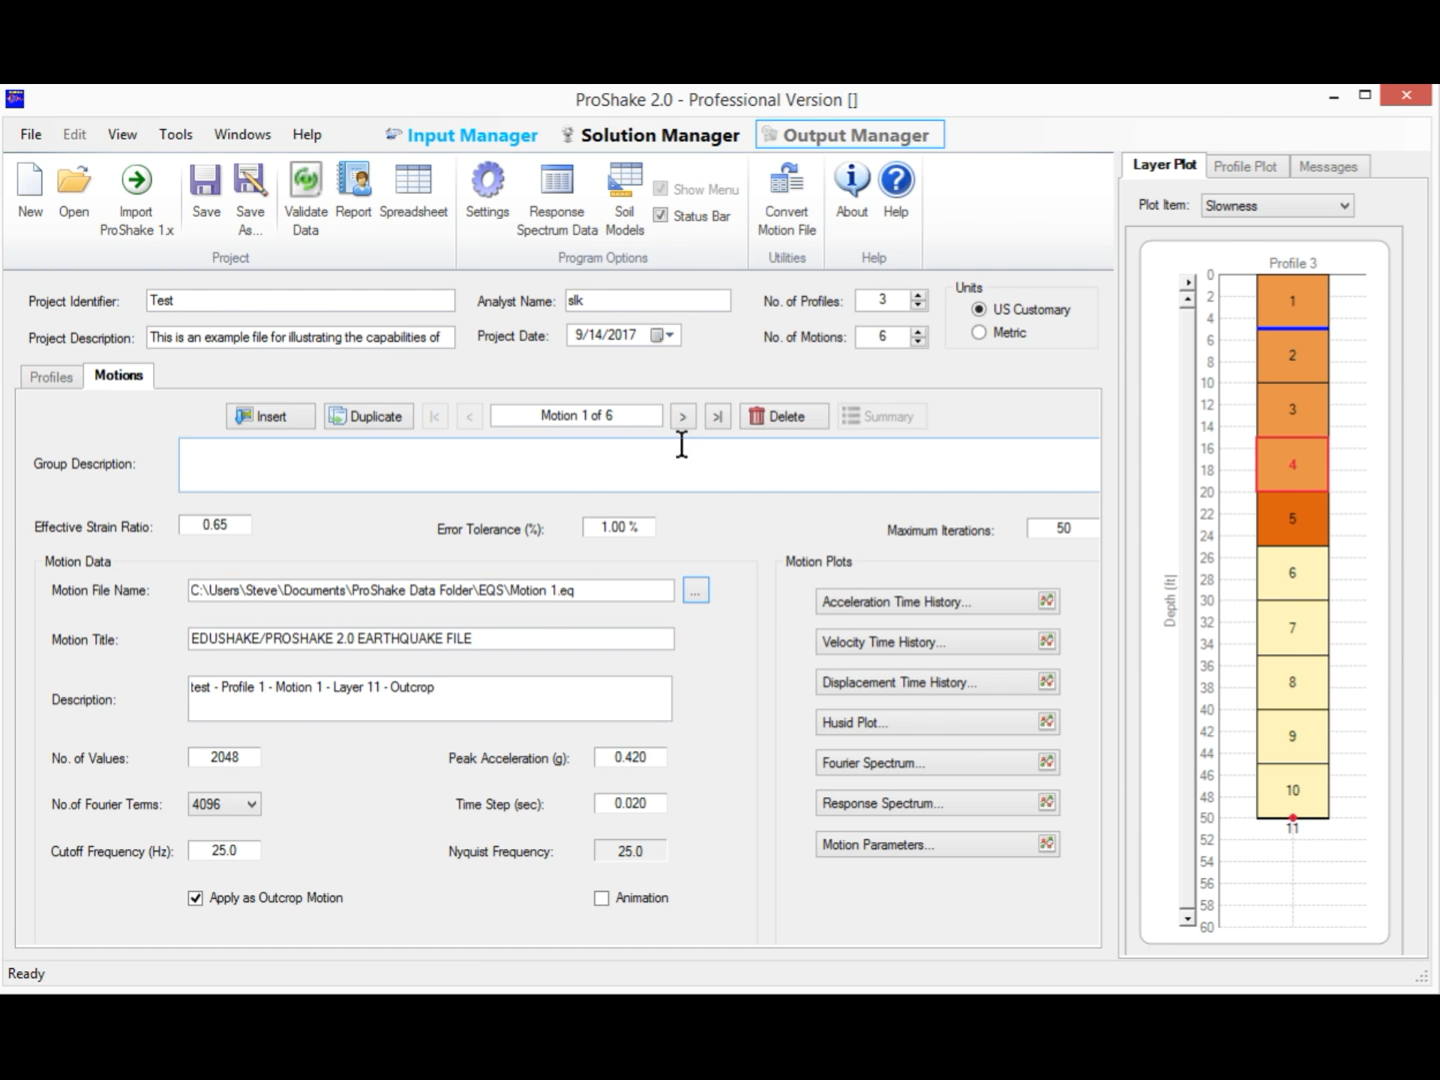 ProShake 2.0 - Professional Version []
File Edit View Tools Windows Help Input Manager Solution Manager Output Manager
New Open Import ProShake 1.x Save Save As... Validate Data Report Spreadsheet
Project
Settings Response Spectrum Data Soil Models Show Menu Status Bar
Program Options
Convert Motion File
Utilities
About Help
Help
Project Identifier: Test Analyst Name: slk No. of Profiles: 3
Project Description: This is an example file for illustrating the capabilities of Project Date: 9/14/2017 No. of Motions: 6
Units
US Customary
Metric
Profiles Motions
Insert Duplicate |< < Motion 1 of 6 > >| Delete Summary
Group Description:
Effective Strain Ratio: 0.65 Error Tolerance (%): 1.00 % Maximum Iterations: 50
Motion Data
Motion File Name: C:\Users\Steve\Documents\ProShake Data Folder\EQS\Motion 1.eq ...
Motion Title: EDUSHAKE/PROSHAKE 2.0 EARTHQUAKE FILE
Description: test - Profile 1 - Motion 1 - Layer 11 - Outcrop
No. of Values: 2048 Peak Acceleration (g): 0.420
No.of Fourier Terms: 4096 Time Step (sec): 0.020
Cutoff Frequency (Hz): 25.0 Nyquist Frequency: 25.0
Apply as Outcrop Motion Animation
Motion Plots
Acceleration Time History...
Velocity Time History...
Displacement Time History...
Husid Plot...
Fourier Spectrum...
Response Spectrum...
Motion Parameters...
Layer Plot Profile Plot Messages
Plot Item: Slowness
Profile 3
Depth (ft)
0
2
4
6
8
10
12
14
16
18
20
22
24
26
28
30
32
34
36
38
40
42
44
46
48
50
52
54
56
58
60
1
2
3
4
5
6
7
8
9
10
11
Ready